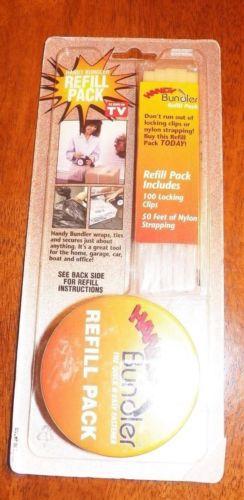 HANDY BUNDLER
REFILL
PACK
AS SEEN ON
TV
Handy Bundler wraps, ties
and secures just about
anything. It's a great tool
for the home, garage, car,
boat and office!
SEE BACK SIDE
FOR REFILL
INSTRUCTIONS
HANDY
Bundler
Refill Pack
Don't run out of
locking clips or
nylon strapping!
Buy this Refill
Pack TODAY!
Refill Pack
Includes
100 Locking
Clips
50 Feet of Nylon
Strapping
HANDY
Bundler
REFILL PACK